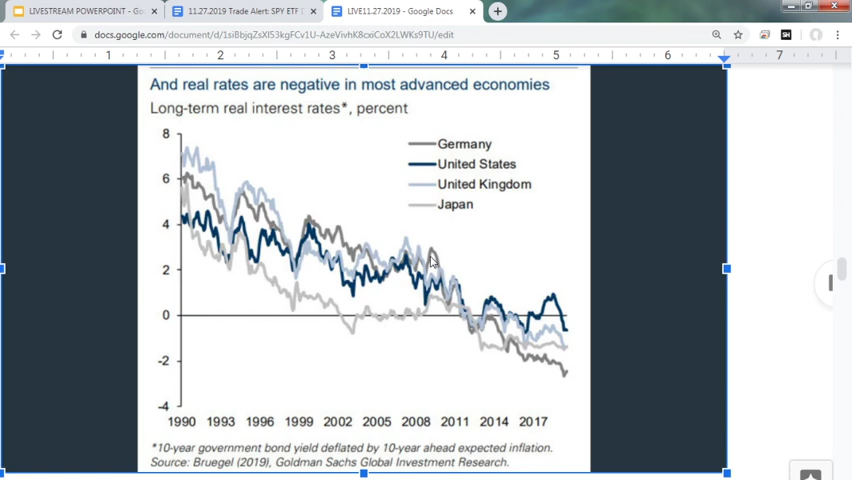 LIVESTREAM POWERPOINT - Go
11.27.2019 Trade Alert: SPY ETF
LIVE11.27.2019 - Google Docs
docs.google.com/document/d/1siBbjqZsXl53kgFCv1U-AzeVivhK8cxiCoX2LWKs9TU/edit
1 2 3 4 5 6 7
And real rates are negative in most advanced economies
Long-term real interest rates*, percent
Germany
United States
United Kingdom
Japan
8
6
4
2
0
-2
-4
1990 1993 1996 1999 2002 2005 2008 2011 2014 2017
*10-year government bond yield deflated by 10-year ahead expected inflation.
Source: Bruegel (2019), Goldman Sachs Global Investment Research.